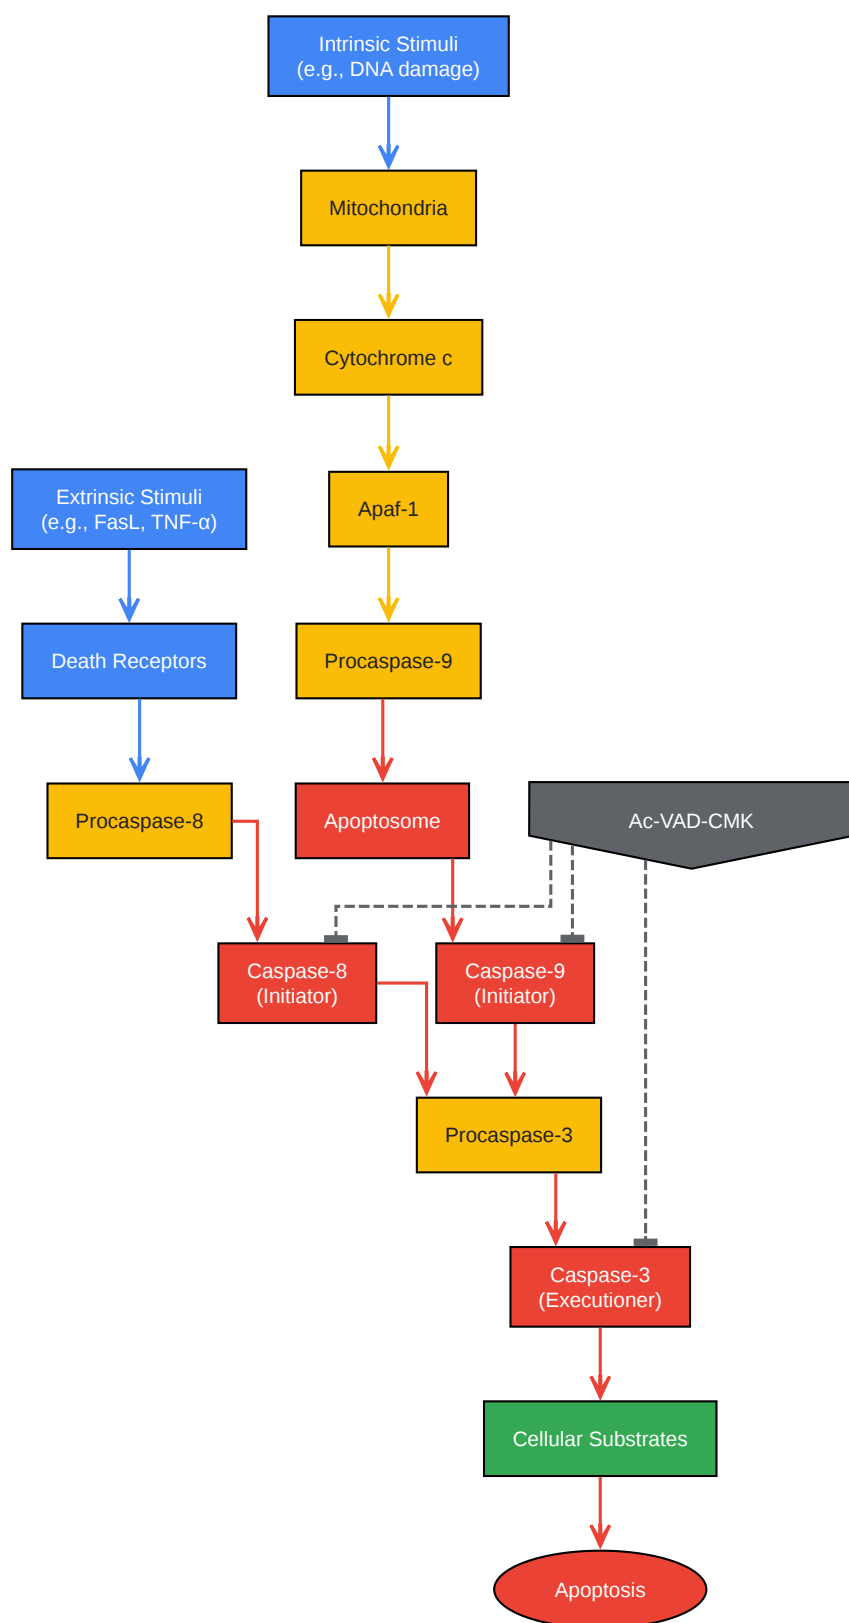 Intrinsic Stimuli
(e.g., DNA damage)
Mitochondria
Cytochrome c
Apaf-1
Extrinsic Stimuli
(e.g., FasL, TNF-α)
Death Receptors
Procaspase-9
Procaspase-8
Apoptosome
Ac-VAD-CMK
Caspase-8
(Initiator)
Caspase-9
(Initiator)
Procaspase-3
Caspase-3
(Executioner)
Cellular Substrates
Apoptosis